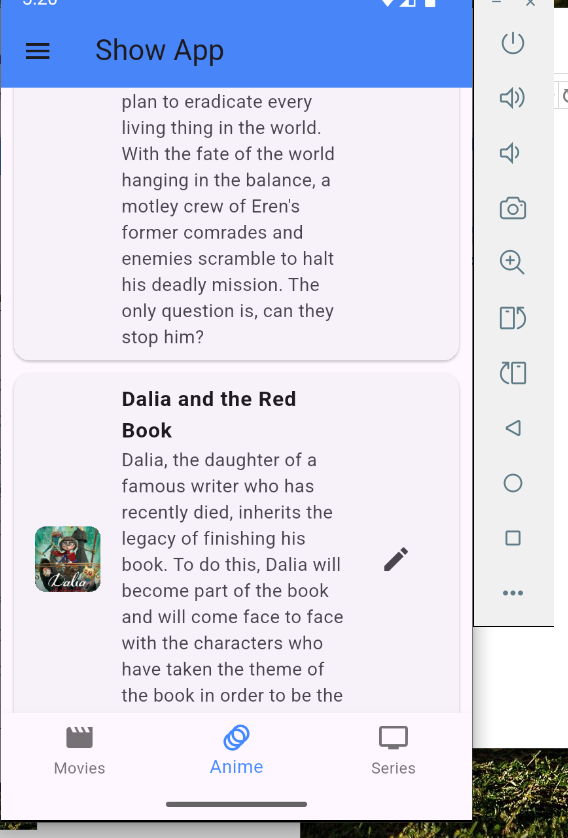 5:20
Show App
plan to eradicate every
living thing in the world.
With the fate of the world
hanging in the balance, a
motley crew of Eren's
former comrades and
enemies scramble to halt
his deadly mission. The
only question is, can they
stop him?
Dalia and the Red
Book
Dalia, the daughter of a
famous writer who has
recently died, inherits the
legacy of finishing his
book. To do this, Dalia will
become part of the book
and will come face to face
with the characters who
have taken the theme of
the book in order to be the
Dalia
Movies
Anime
Series